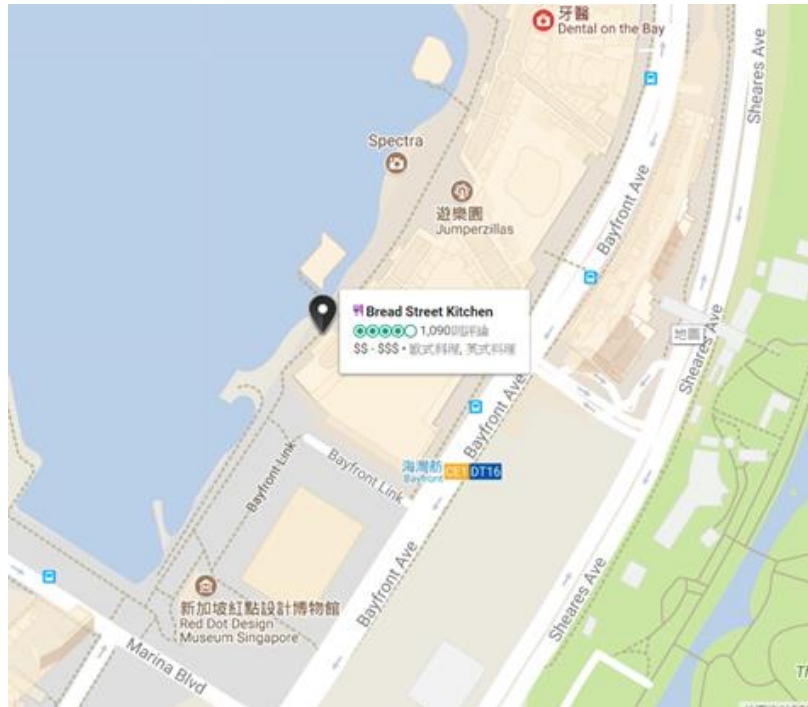 牙醫
Dental on the Bay
Sheares Ave
Spectra
遊樂園
Jumperzillas
Bayfront Ave
Bread Street Kitchen
1,090則評論
$$ - $$$ • 歐式料理, 英式料理
地圖
Sheares Ave
Bayfront Ave
海灣舫
Bayfront
CE1 DT16
Bayfront Link
Bayfront Link
Bayfront Ave
Sheares Ave
新加坡紅點設計博物館
Red Dot Design
Museum Singapore
Marina Blvd